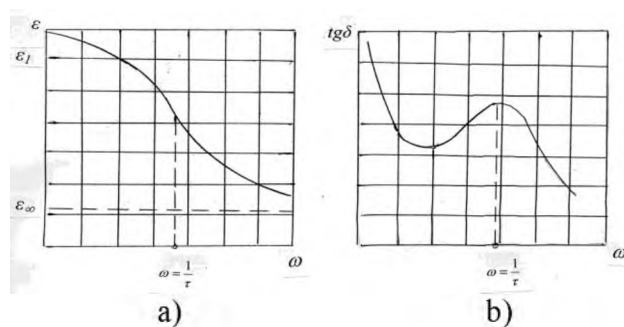 ε
ε₁
ε∞
ω
ω = 1/τ
a)
tgδ
ω
ω = 1/τ
b)